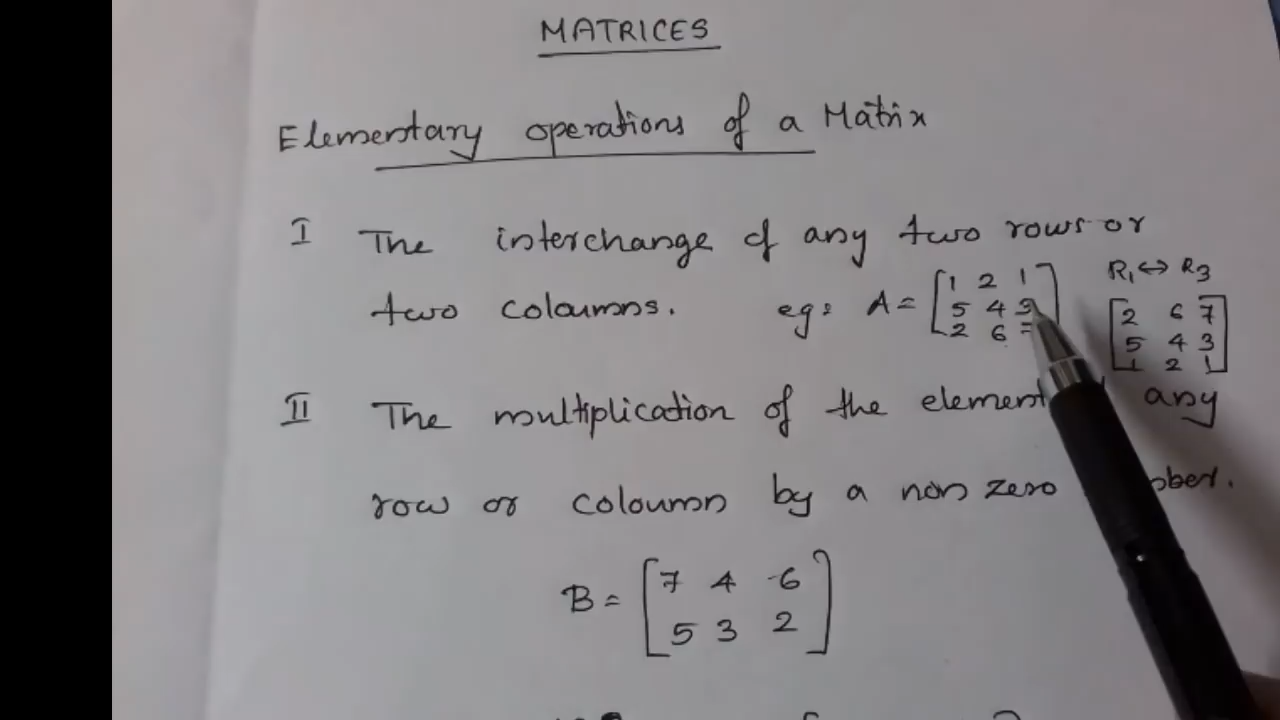 MATRICES
Elementary operations of a Matrix
I The interchange of any two rows or
two coloumns. eg: A = [1 2 1
5 4 3
2 6 7]
R₁ ↔ R₃
[2 6 7
5 4 3
1 2 1]
II The multiplication of the element any
row or coloumn by a non zero
B = [7 4 -6
5 3 2]